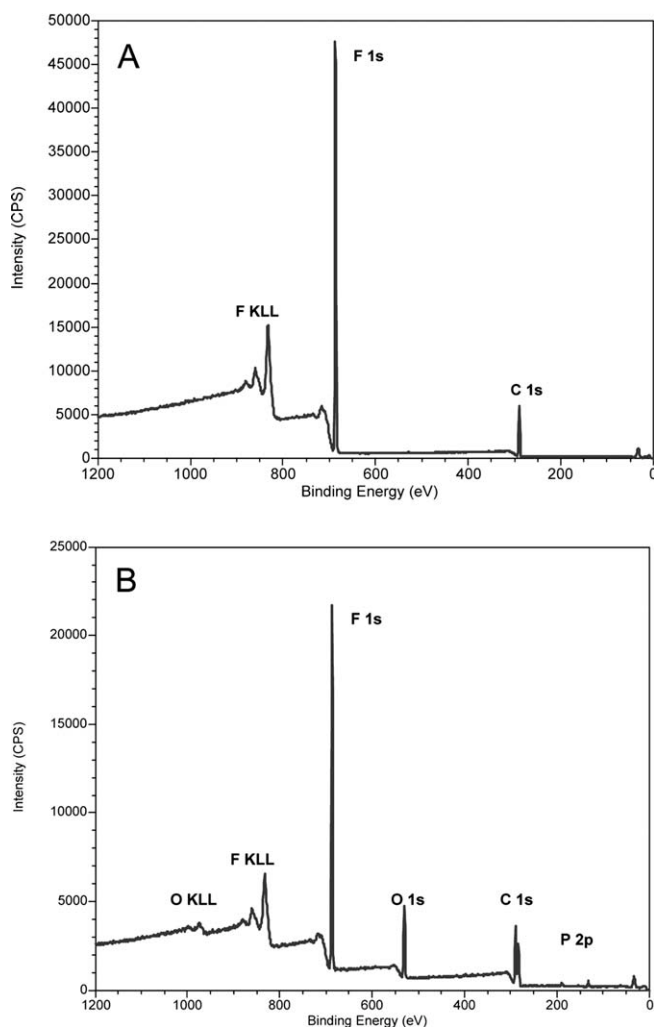 A
50000
45000
40000
35000
30000
25000
20000
15000
10000
5000
0
Intensity (CPS)
F 1s
F KLL
C 1s
1200 1000 800 600 400 200 0
Binding Energy (eV)
B
25000
20000
15000
10000
5000
0
Intensity (CPS)
F 1s
F KLL
O KLL
O 1s
C 1s
P 2p
1200 1000 800 600 400 200 0
Binding Energy (eV)